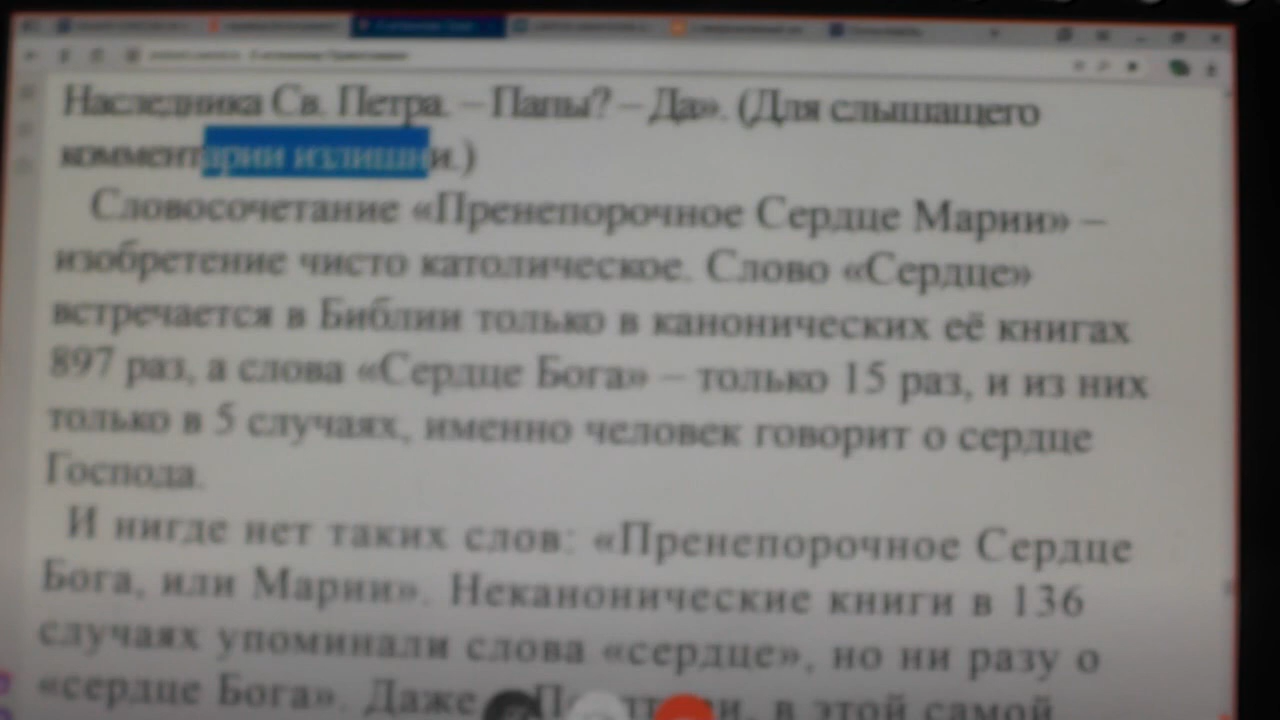 Наследника Св. Петра. – Папы? – Да». (Для слышащего
комментарии излишни.)
Словосочетание «Пренепорочное Сердце Марии» –
изобретение чисто католическое. Слово «Сердце»
встречается в Библии только в канонических её книгах
897 раз, а слова «Сердце Бога» – только 15 раз, и из них
только в 5 случаях, именно человек говорит о сердце
Господа.
И нигде нет таких слов: «Пренепорочное Сердце
Бога, или Марии». Неканонические книги в 136
случаях упоминали слова «сердце», но ни разу о
«сердце Бога». Даже в этой самой